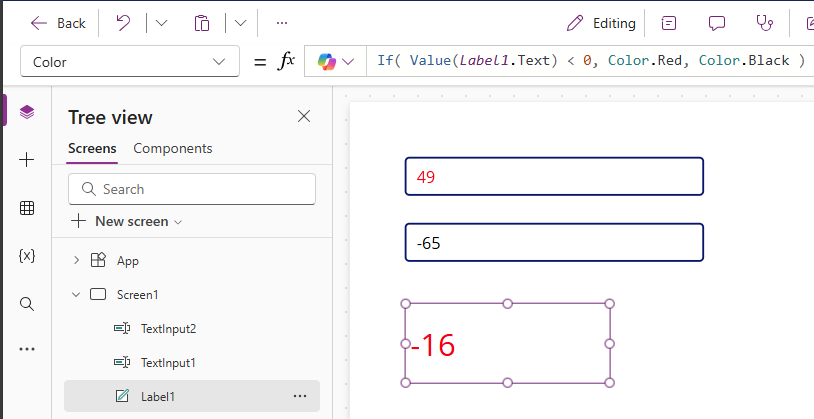 Back
Editing
Color
= fx
If( Value(Label1.Text) < 0, Color.Red, Color.Black )
Tree view
Screens Components
Search
New screen
App
Screen1
TextInput2
TextInput1
Label1
{x}
49
-65
-16